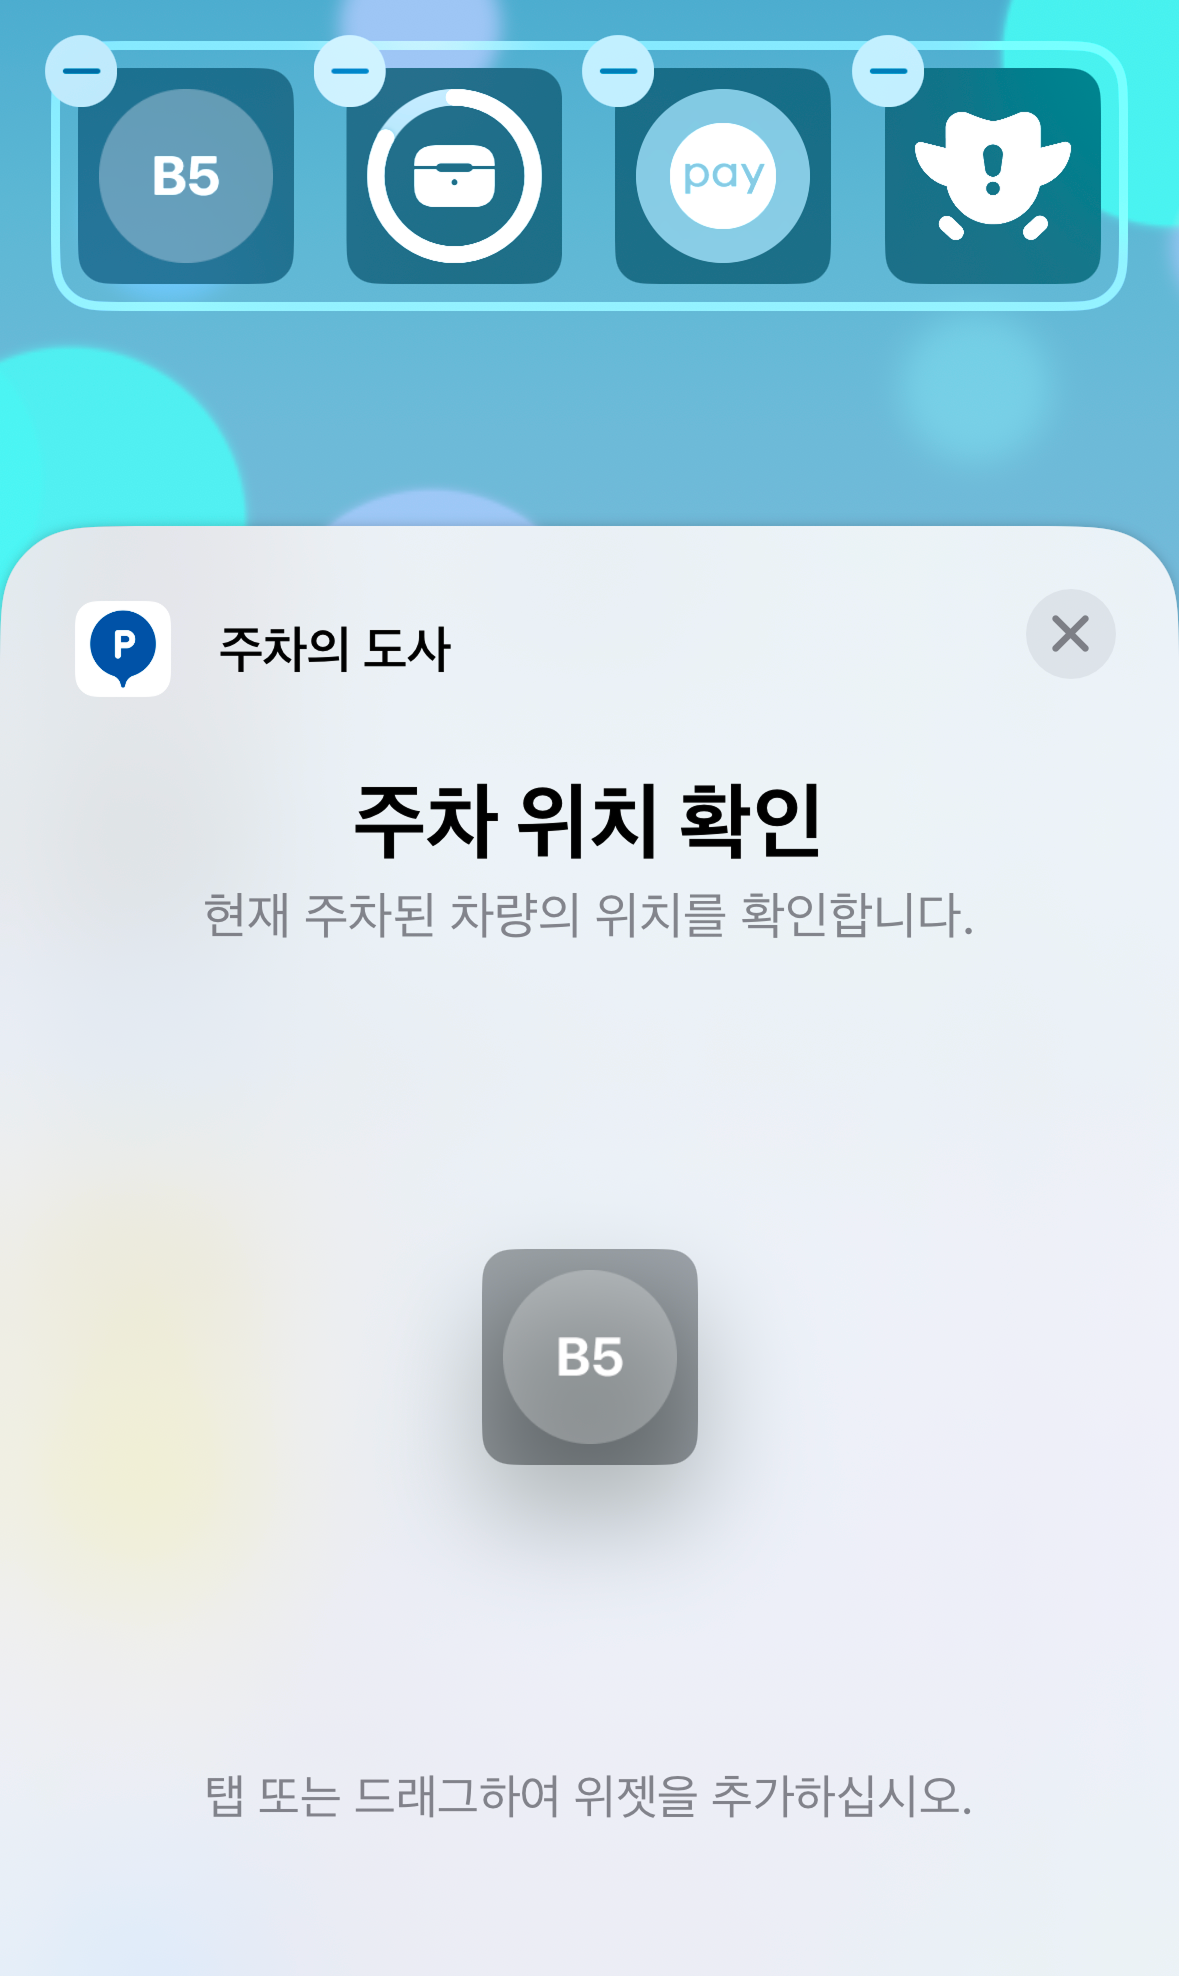 B5
pay
P
주차의 도사
주차 위치 확인
현재 주차된 차량의 위치를 확인합니다.
B5
탭 또는 드래그하여 위젯을 추가하십시오.